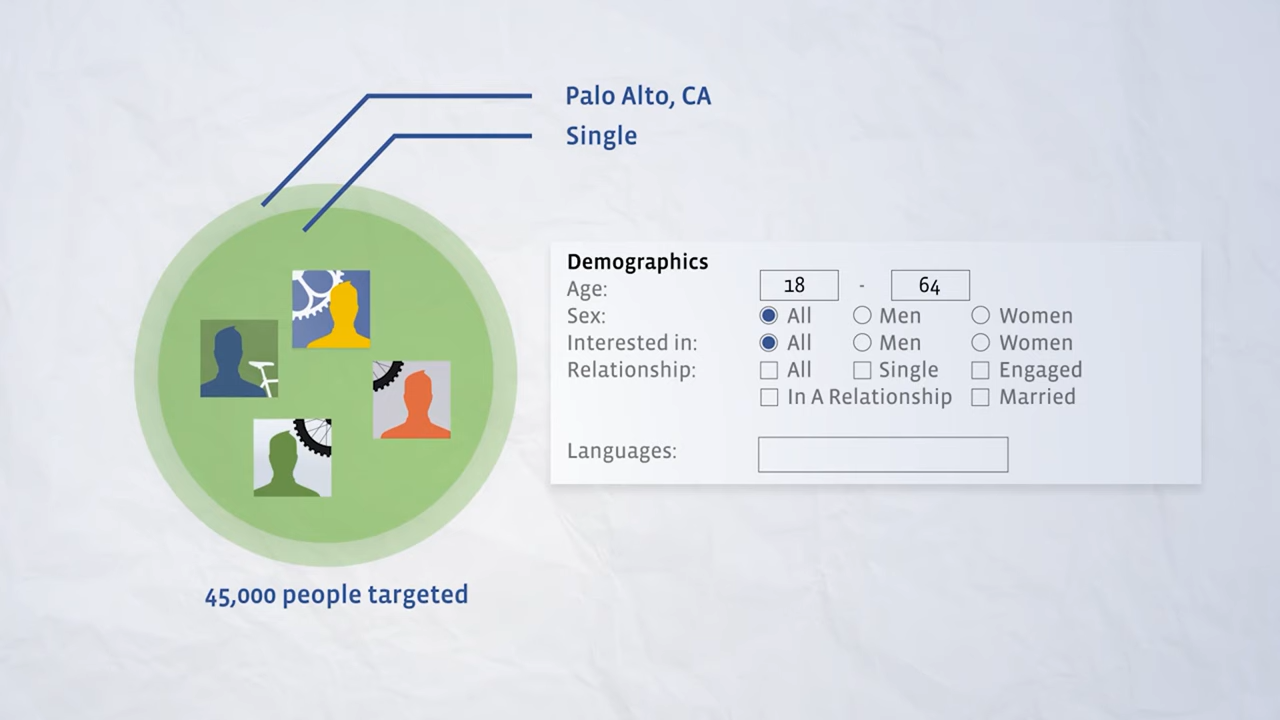 Palo Alto, CA
Single
Demographics
Age: 18 - 64
Sex: All Men Women
Interested in: All Men Women
Relationship: All Single Engaged
In A Relationship Married
Languages:
45,000 people targeted